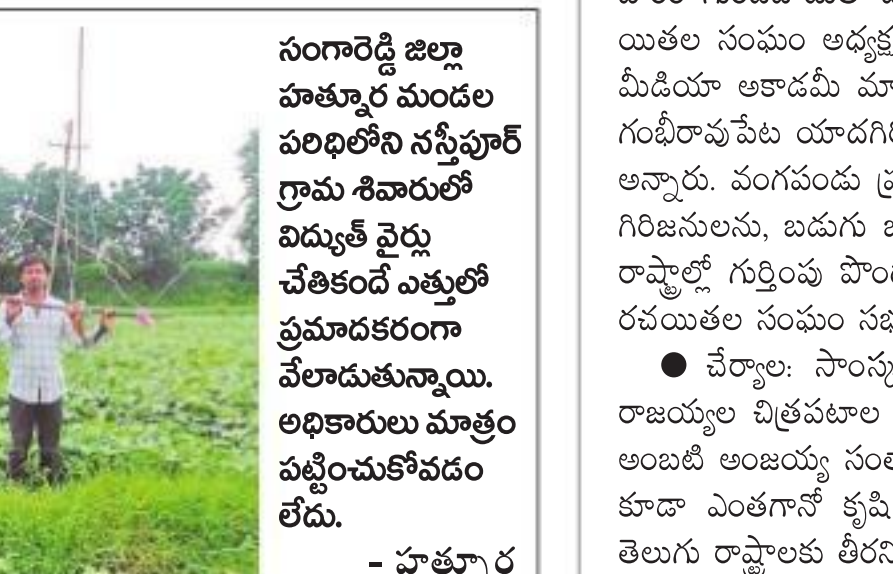 సంగారెడ్డి జిల్లా
హత్నూర మండల
పరిధిలోని నస్తీపూర్
గ్రామ శివారులో
విద్యుత్ వైర్లు
చేతికందే ఎత్తులో
ప్రమాదకరంగా
వేలాడుతున్నాయి.
అధికారులు మాత్రం
పట్టించుకోవడం
లేదు.
- హత్నూర
యితల సంఘం అధ్యక్ష
మీడియా అకాడమీ మా
గంభీరావుపేట యాదగిరి
అన్నారు. వంగపండు ప్ర
గిరిజనులను, బడుగు
రాష్ట్రాల్లో గుర్తింపు పొం
రచయితల సంఘం సభ
● చేర్యాల: సాంస్కృ
రాజయ్యల చిత్రపటాల
అంబటి అంజయ్య సం
కూడా ఎంతగానో కృషి
తెలుగు రాష్ట్రాలకు తీరని